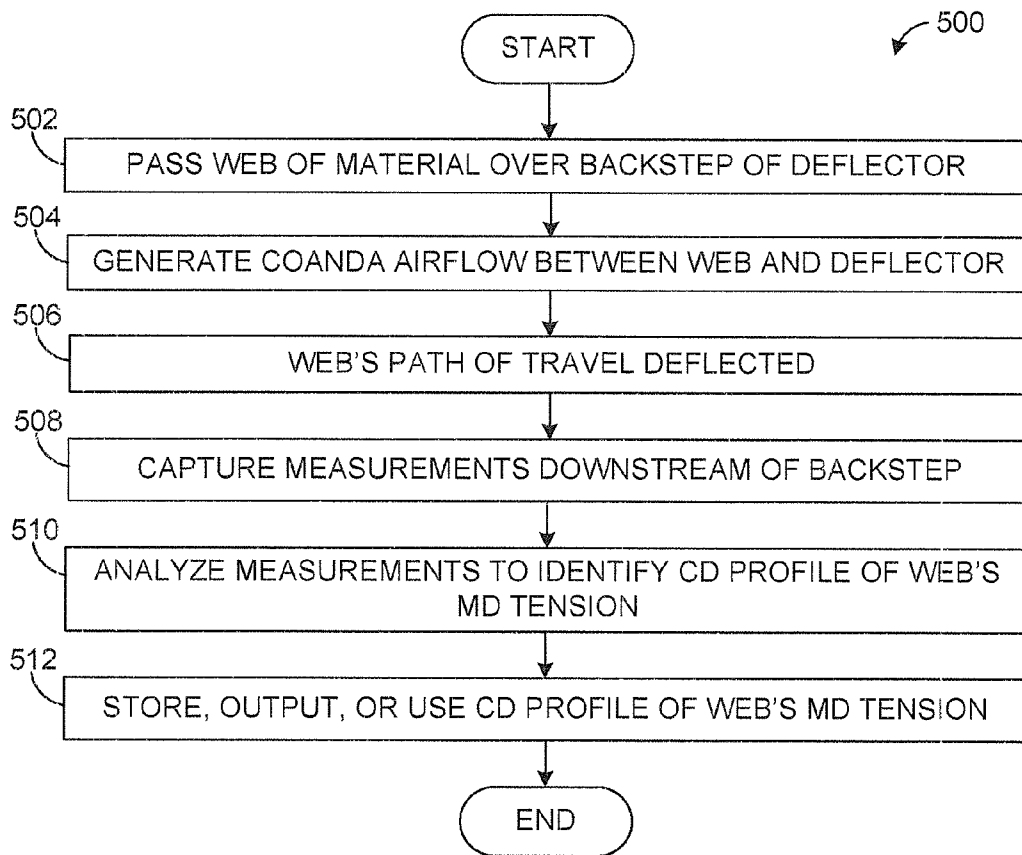 500
START
502
PASS WEB OF MATERIAL OVER BACKSTEP OF DEFLECTOR
504
GENERATE COANDA AIRFLOW BETWEEN WEB AND DEFLECTOR
506
WEB'S PATH OF TRAVEL DEFLECTED
508
CAPTURE MEASUREMENTS DOWNSTREAM OF BACKSTEP
510
ANALYZE MEASUREMENTS TO IDENTIFY CD PROFILE OF WEB'S
MD TENSION
512
STORE, OUTPUT, OR USE CD PROFILE OF WEB'S MD TENSION
END